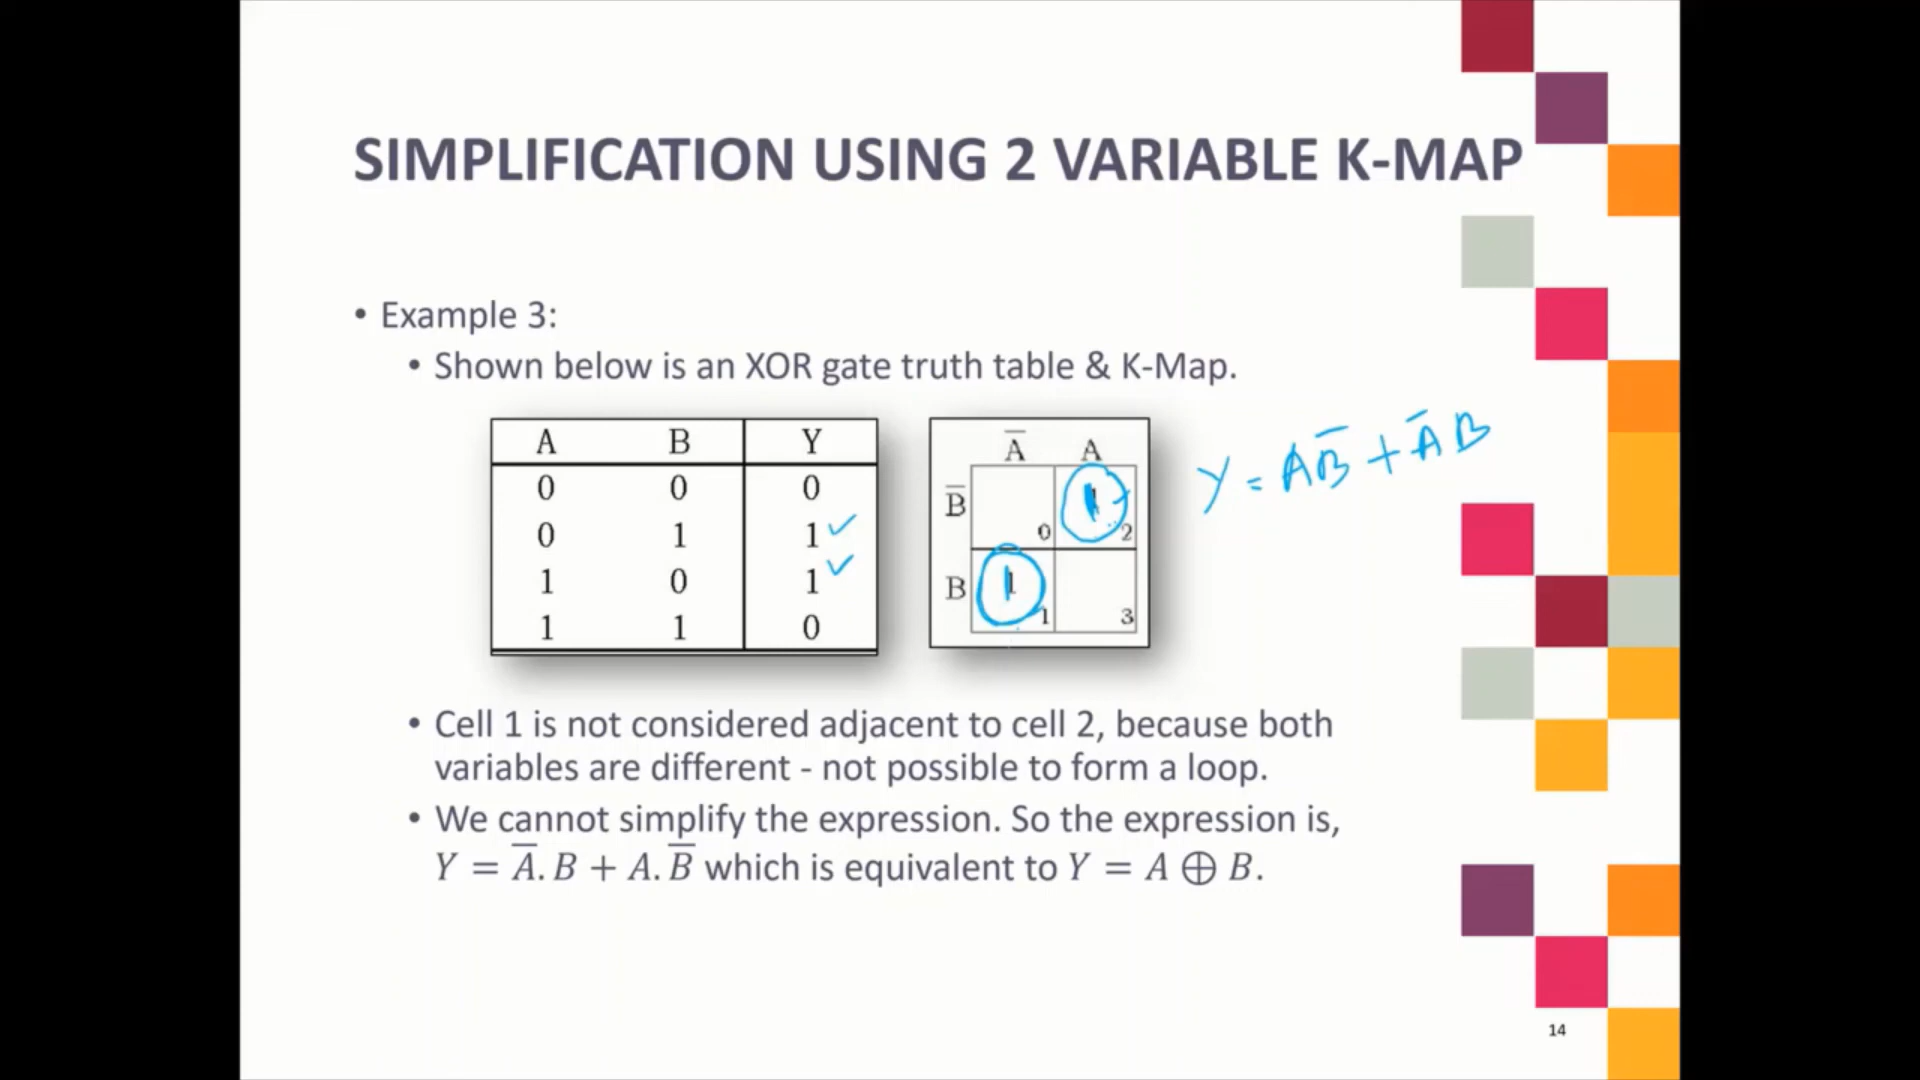 SIMPLIFICATION USING 2 VARIABLE K-MAP
• Example 3:
• Shown below is an XOR gate truth table & K-Map.
A B Y
0 0 0
0 1 1 ✓
1 0 1 ✓
1 1 0
A̅ A
B̅ 0 1 2
B 1 1 3
Y = AB̅ + A̅B
• Cell 1 is not considered adjacent to cell 2, because both
variables are different - not possible to form a loop.
• We cannot simplify the expression. So the expression is,
Y = A̅. B + A. B̅ which is equivalent to Y = A ⊕ B.
14